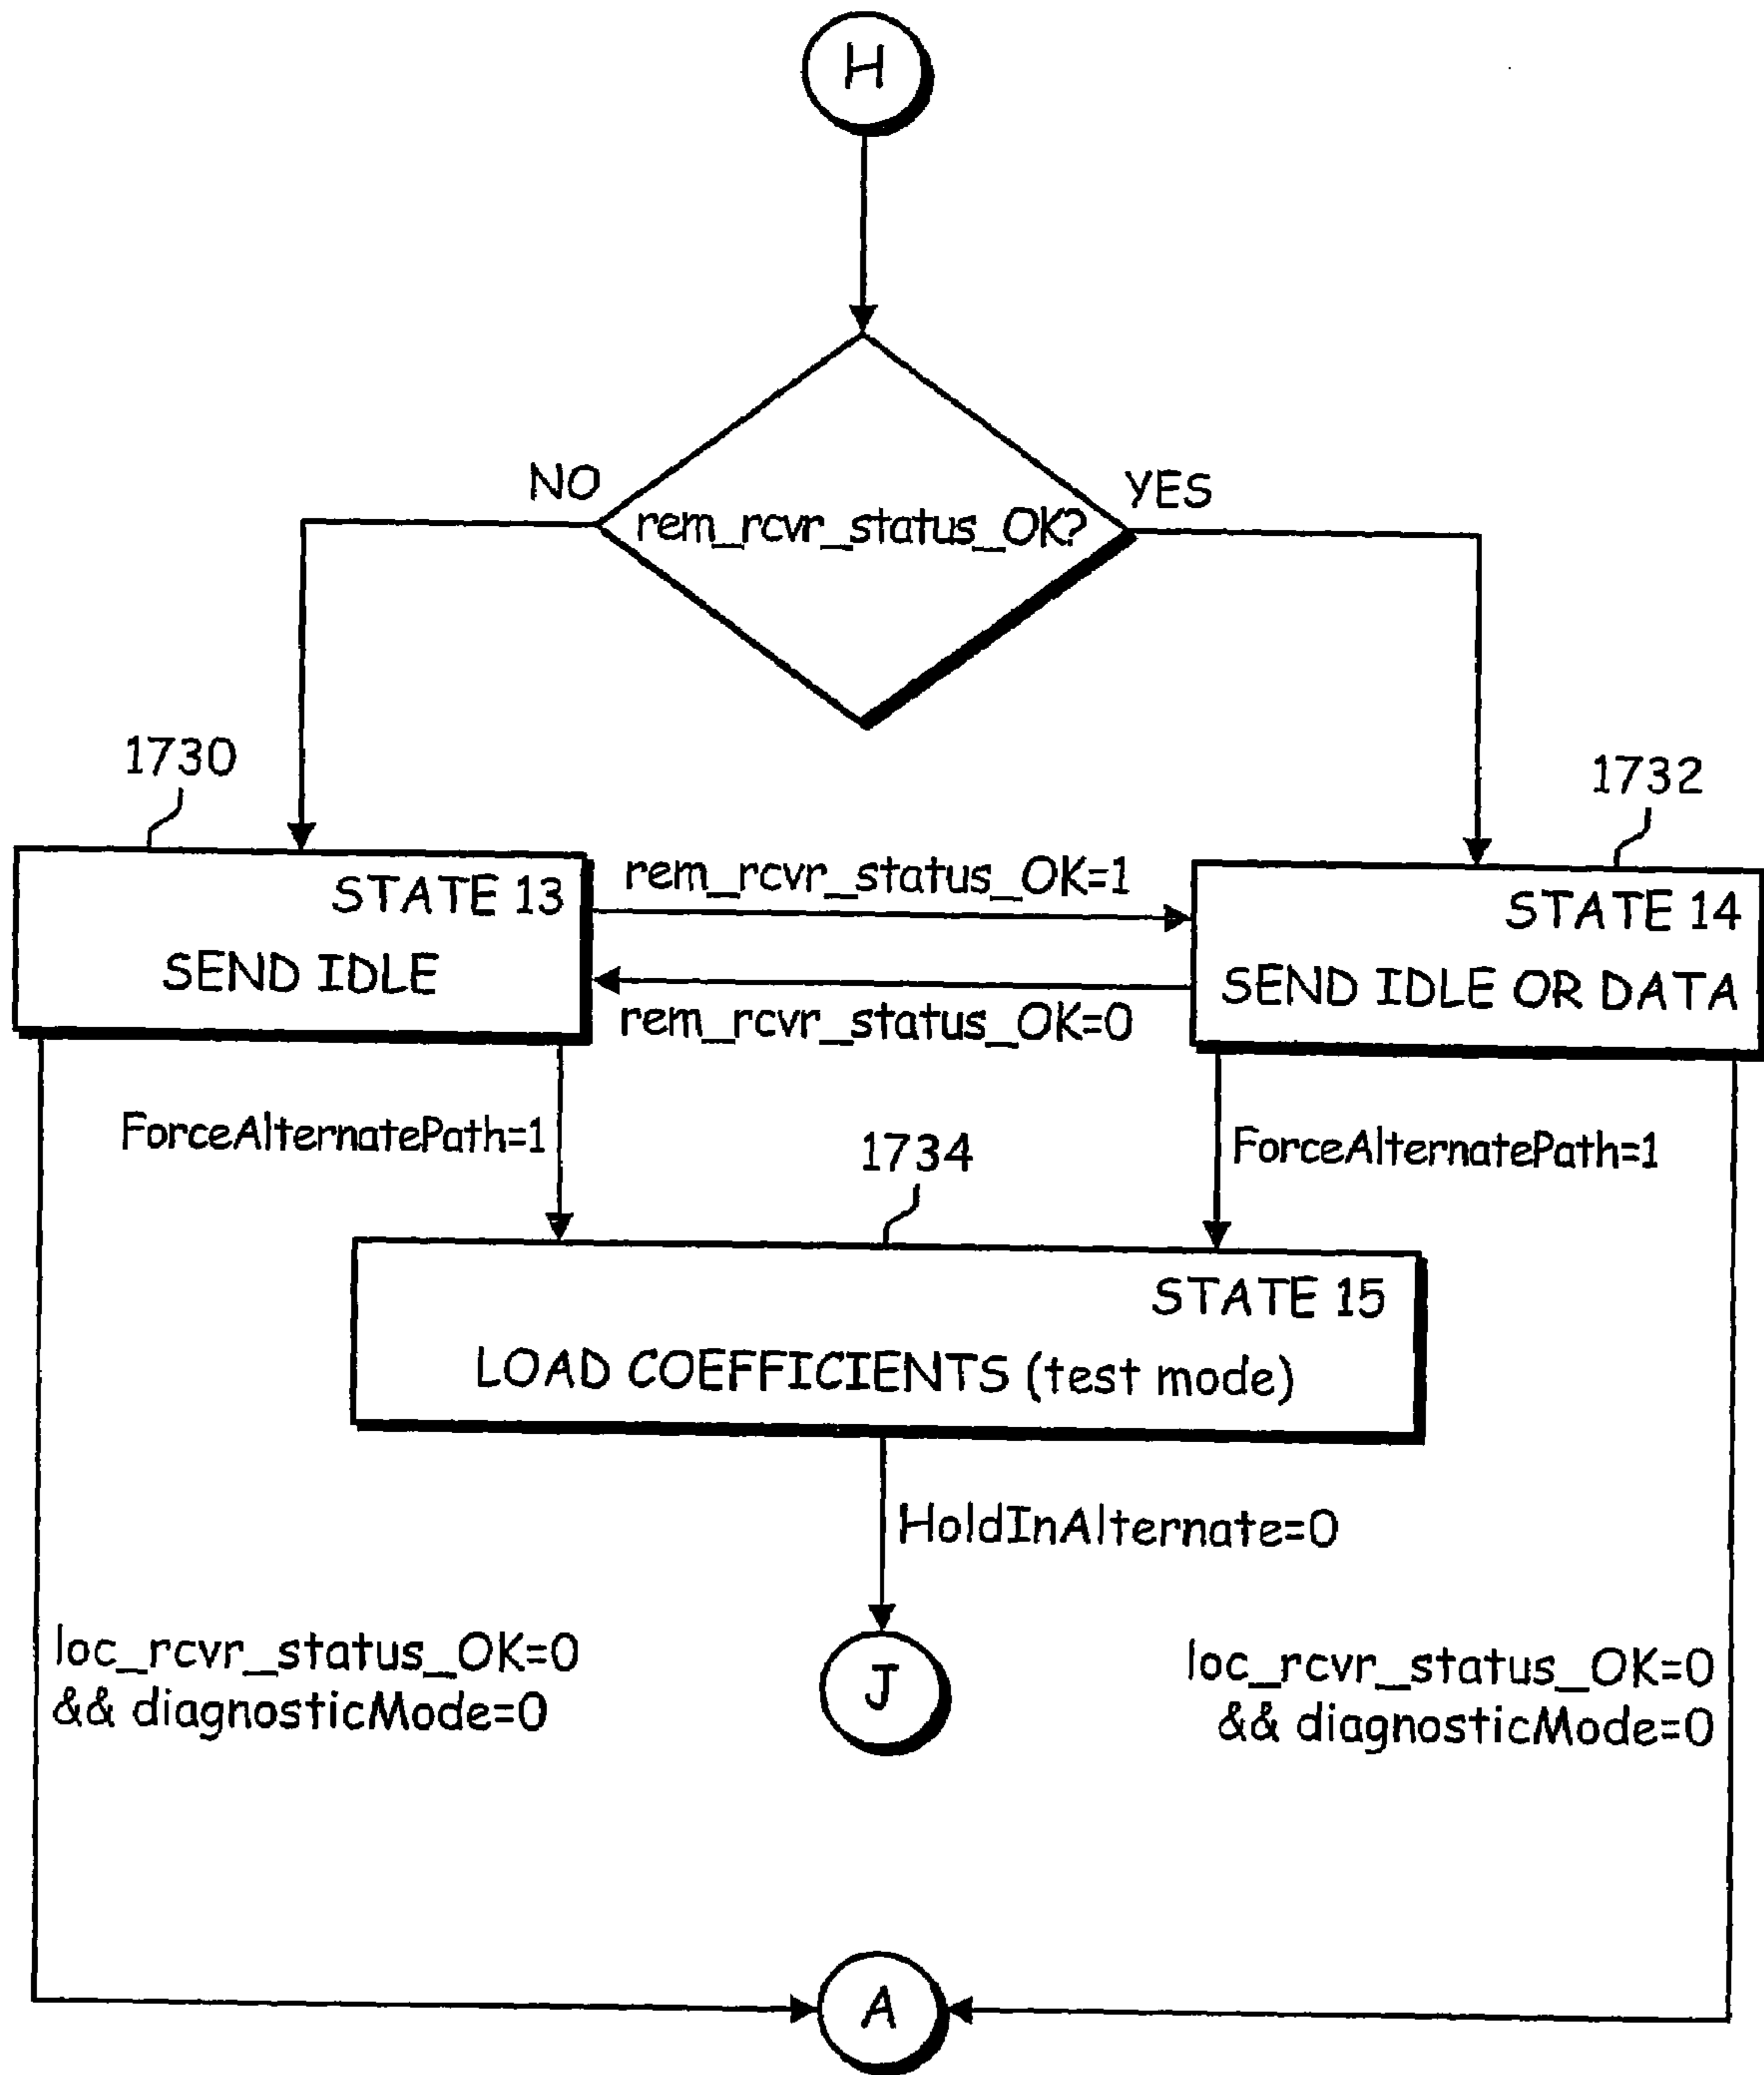 H
NO
YES
rem_rcvr_status_OK?
1730
1732
STATE 13
SEND IDLE
rem_rcvr_status_OK=1
rem_rcvr_status_OK=0
STATE 14
SEND IDLE OR DATA
ForceAlternatePath=1
1734
ForceAlternatePath=1
STATE 15
LOAD COEFFICIENTS (test mode)
HoldInAlternate=0
J
loc_rcvr_status_OK=0
&& diagnosticMode=0
loc_rcvr_status_OK=0
&& diagnosticMode=0
A